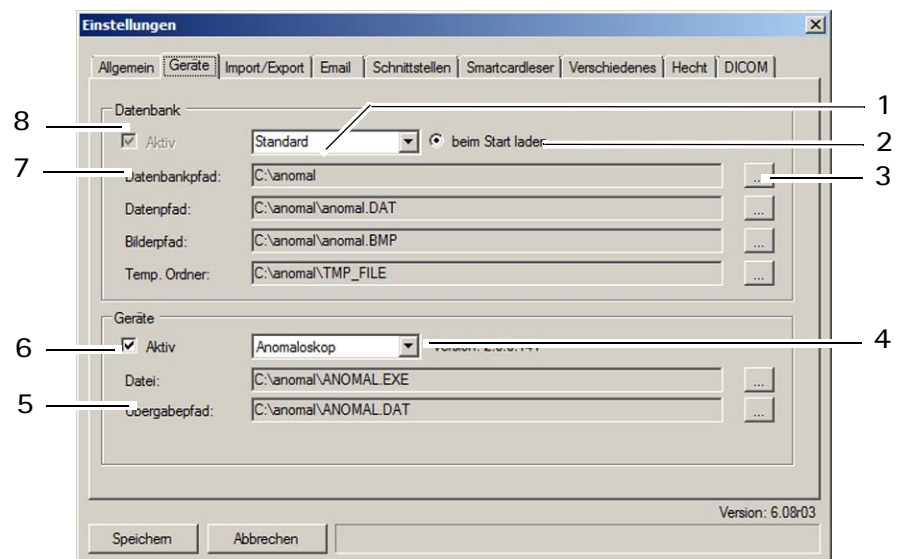 Einstellungen
Allgemein Geräte Import/Export Email Schnittstellen Smartcardleser Verschiedenes Hecht DICOM
Datenbank
1
8
Aktiv Standard beim Start laden
2
7
Datenbankpfad: C:\anomal ...
3
Datenpfad: C:\anomal\anomal.DAT ...
Bilderpfad: C:\anomal\anomal.BMP ...
Temp. Ordner: C:\anomal\TMP_FILE ...
Geräte
6
Aktiv Anomaloskop
4
Datei: C:\anomal\ANOMAL.EXE ...
5
Übergabepfad: C:\anomal\ANOMAL.DAT ...
Version: 6.08r03
Speichern Abbrechen